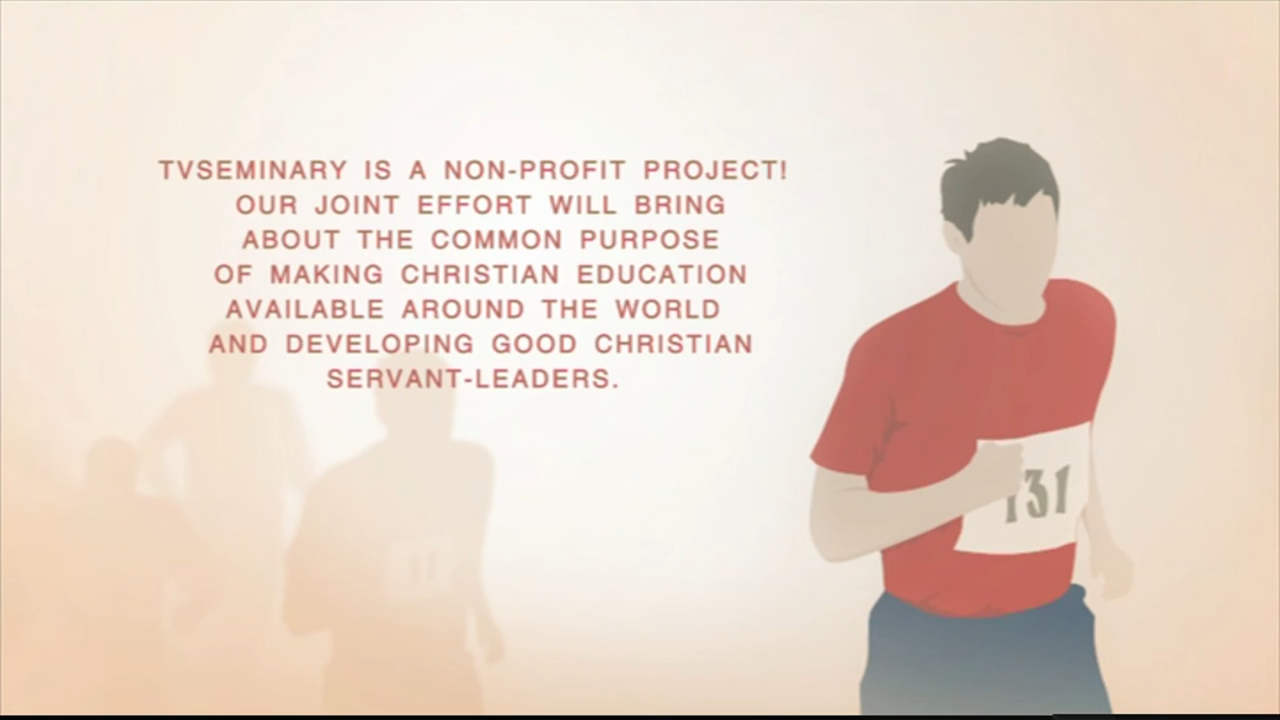 TVSEMINARY IS A NON-PROFIT PROJECT!
OUR JOINT EFFORT WILL BRING
ABOUT THE COMMON PURPOSE
OF MAKING CHRISTIAN EDUCATION
AVAILABLE AROUND THE WORLD
AND DEVELOPING GOOD CHRISTIAN
SERVANT-LEADERS.
131